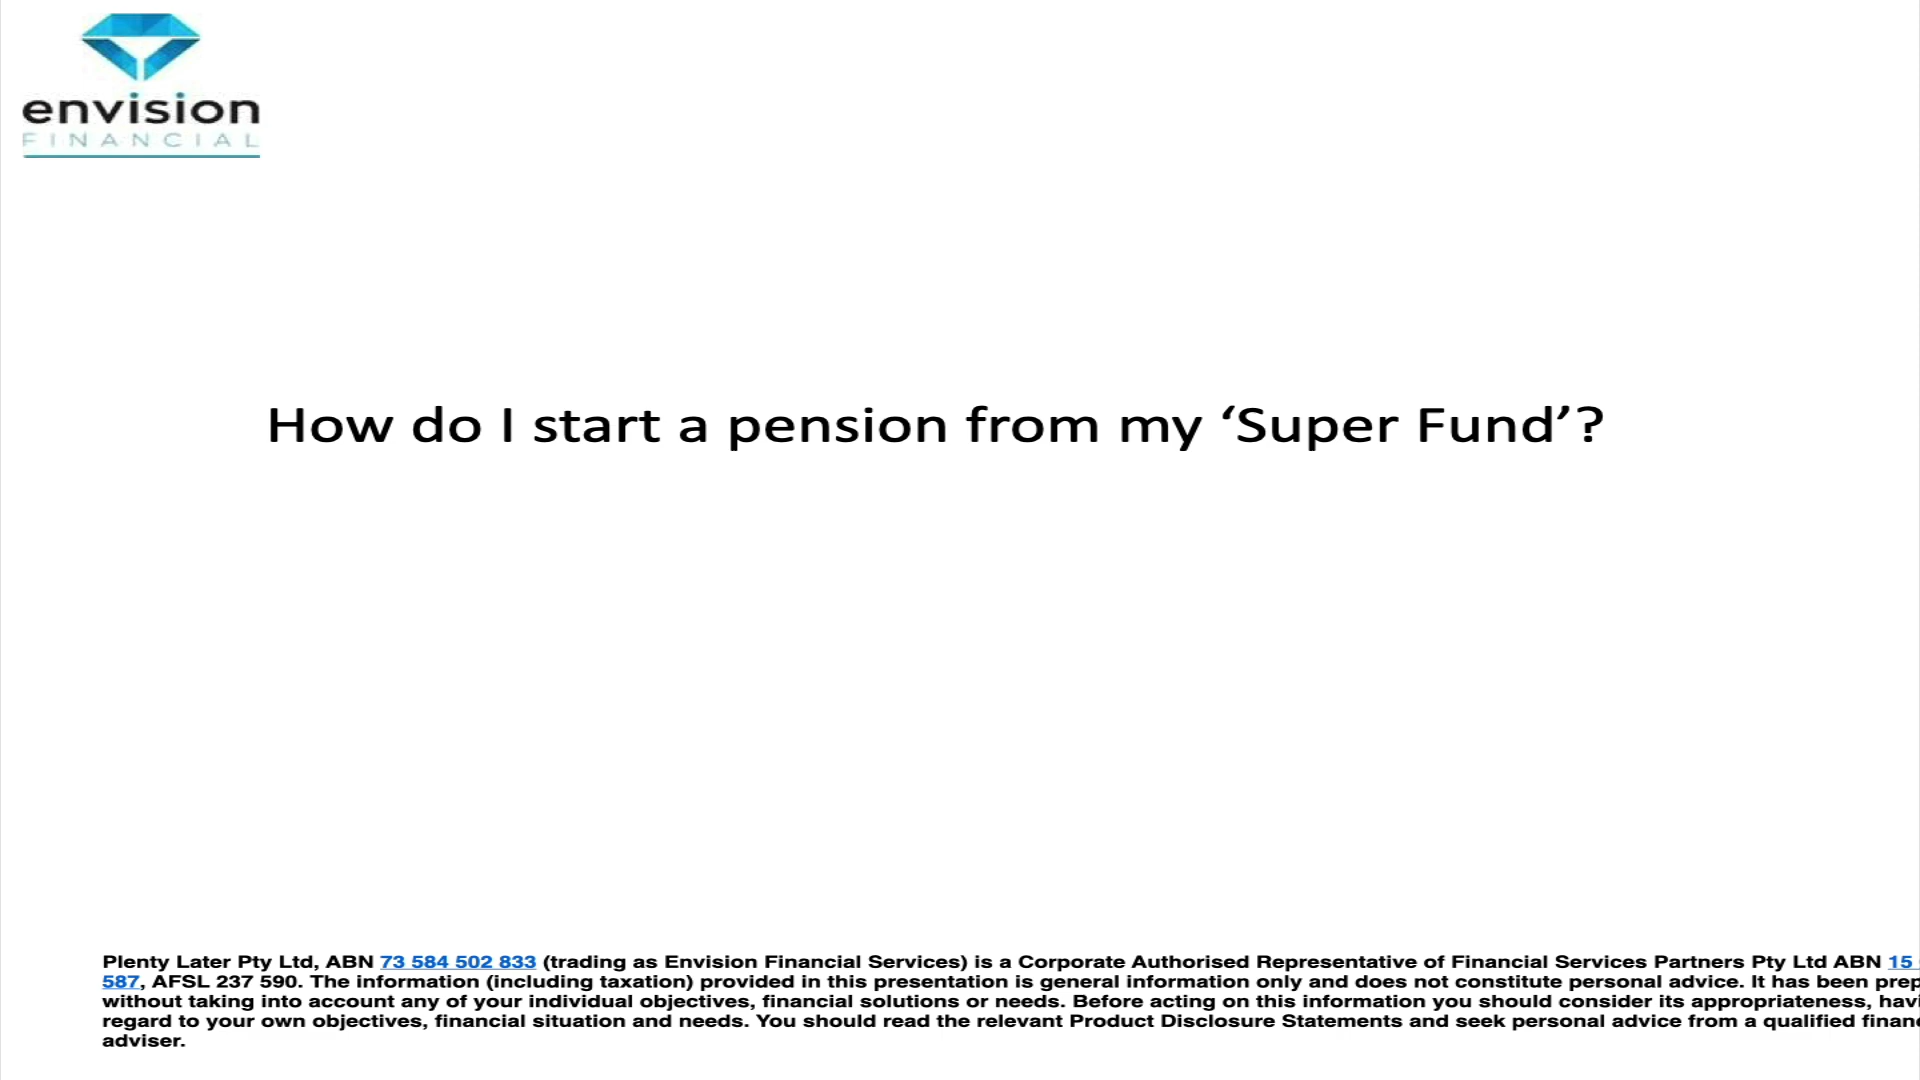 envision
FINANCIAL
How do I start a pension from my ‘Super Fund’?
Plenty Later Pty Ltd, ABN 73 584 502 833 (trading as Envision Financial Services) is a Corporate Authorised Representative of Financial Services Partners Pty Ltd ABN 15
587, AFSL 237 590. The information (including taxation) provided in this presentation is general information only and does not constitute personal advice. It has been prep
without taking into account any of your individual objectives, financial solutions or needs. Before acting on this information you should consider its appropriateness, havi
regard to your own objectives, financial situation and needs. You should read the relevant Product Disclosure Statements and seek personal advice from a qualified financ
adviser.